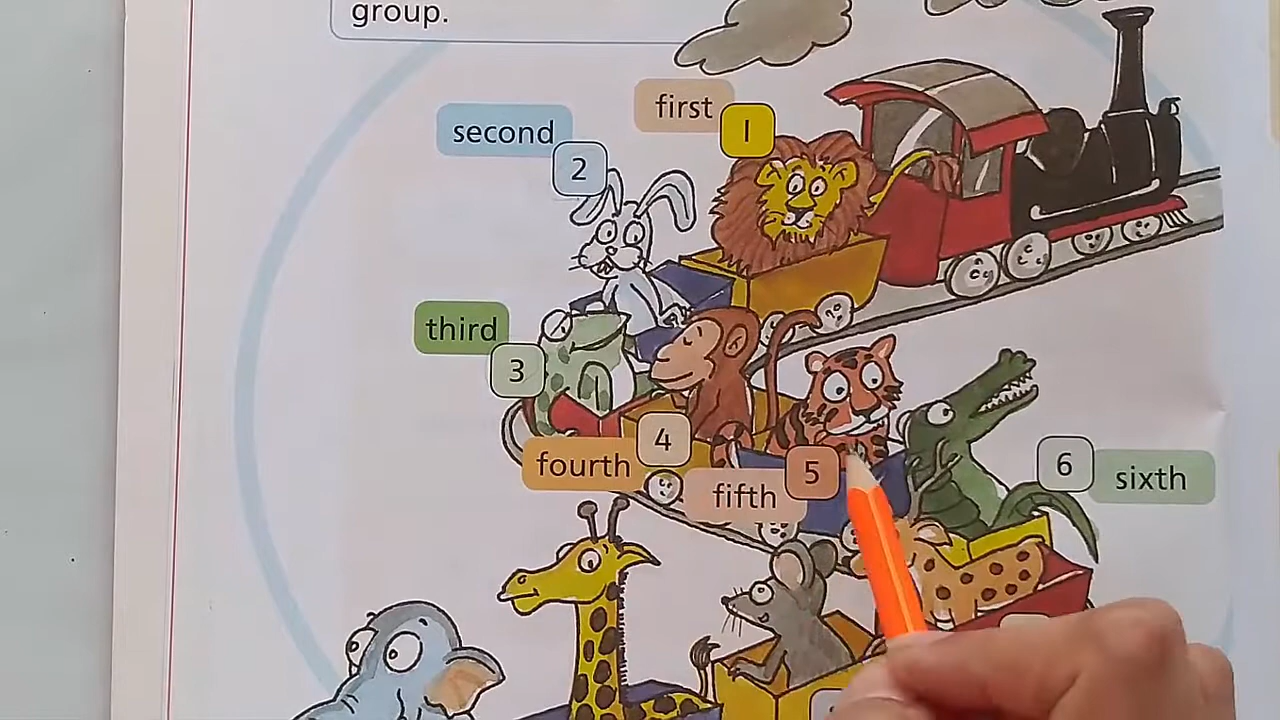 group.
first
1
second
2
third
3
fourth
4
fifth
5
6
sixth